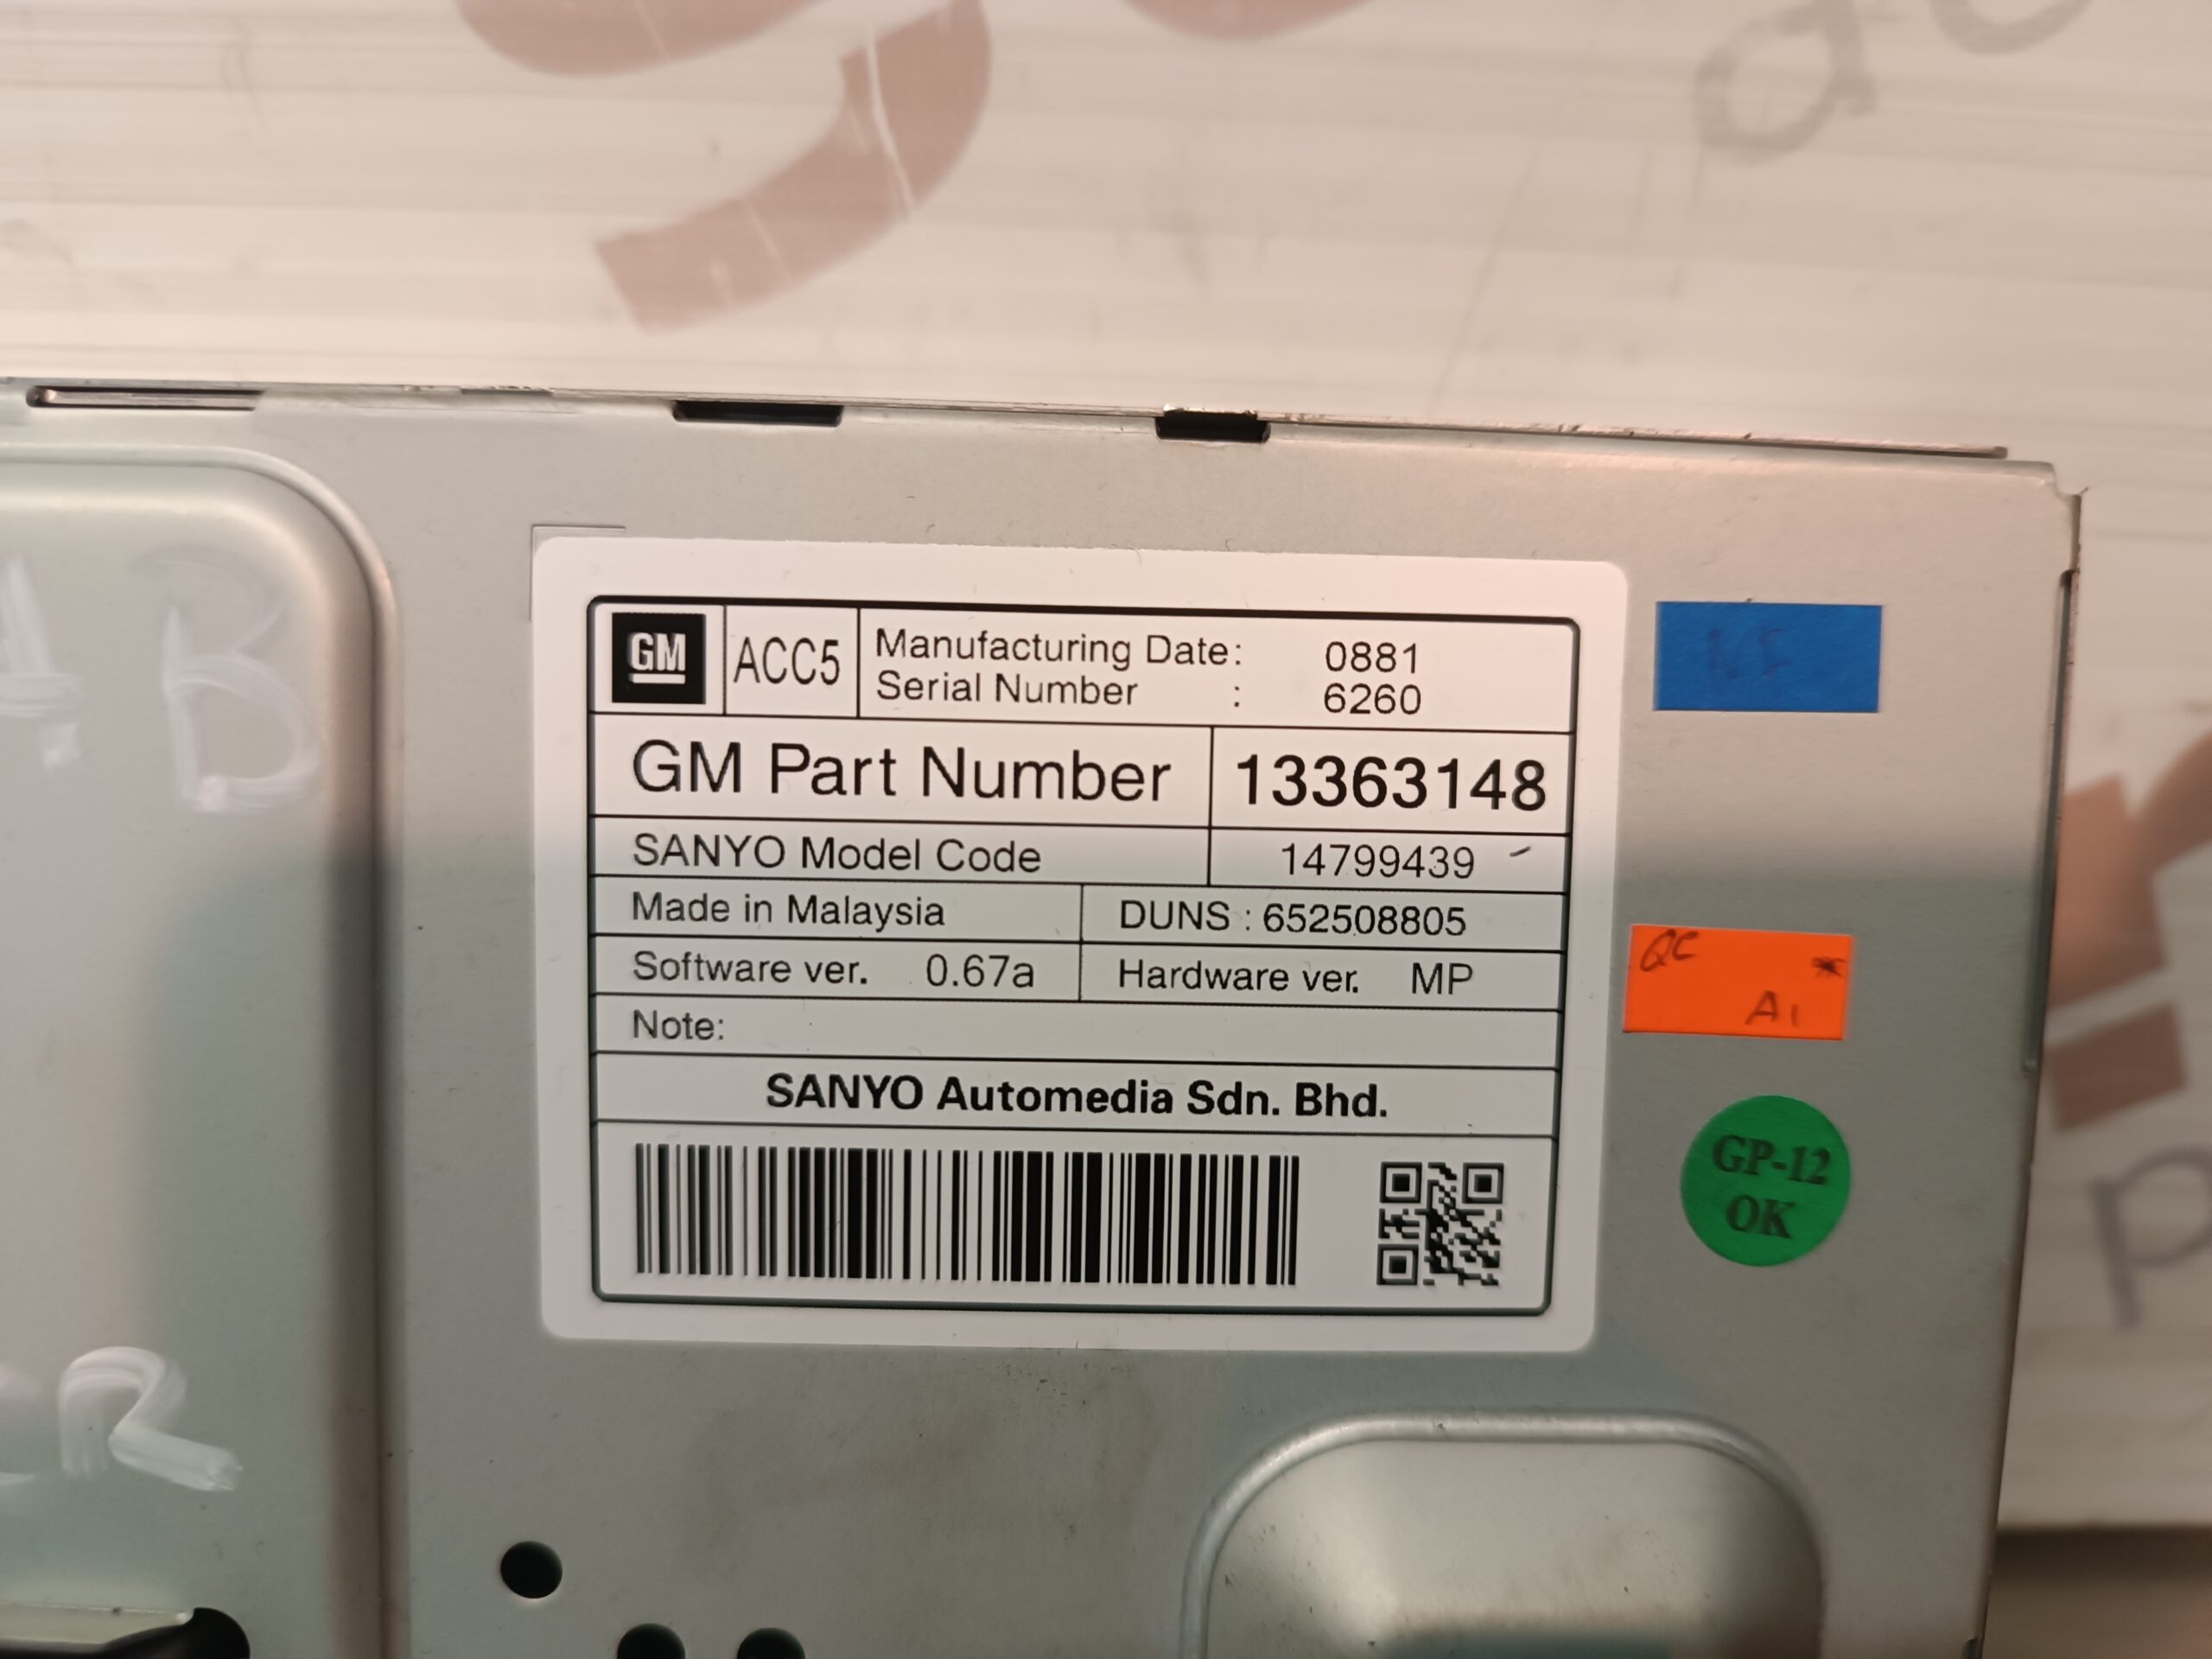 GM ACC5 Manufacturing Date: 0881
Serial Number : 6260
GM Part Number 13363148
SANYO Model Code 14799439
Made in Malaysia DUNS : 652508805
Software ver. 0.67a Hardware ver. MP
Note:
SANYO Automedia Sdn. Bhd.
QC
A1
GP-12
OK
B
R
p